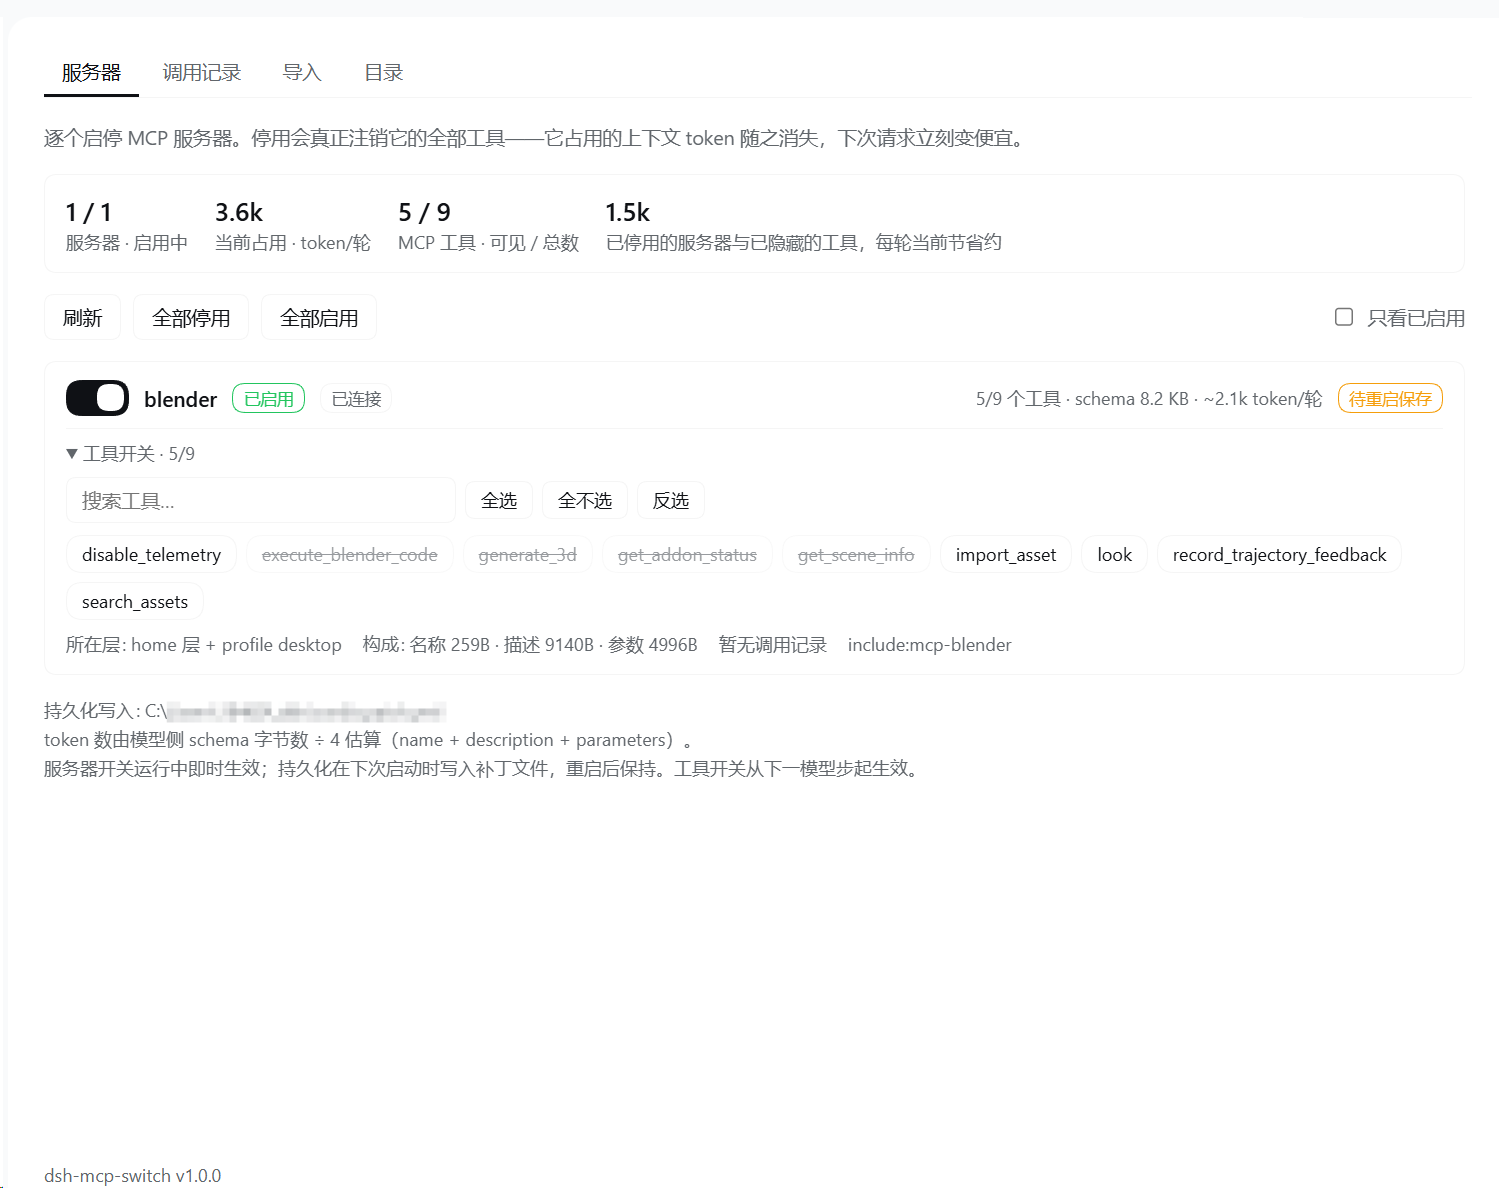 服务器 调用记录 导入 目录
逐个启停 MCP 服务器。停用会真正注销它的全部工具——它占用的上下文 token 随之消失，下次请求立刻变便宜。
1 / 1 3.6k 5 / 9 1.5k
服务器 · 启用中 当前占用 · token/轮 MCP 工具 · 可见 / 总数 已停用的服务器与已隐藏的工具，每轮当前节省约
刷新 全部停用 全部启用 只看已启用
blender 已启用 已连接 5/9 个工具 · schema 8.2 KB · ~2.1k token/轮 待重启保存
▼ 工具开关 · 5/9
搜索工具... 全选 全不选 反选
disable_telemetry execute_blender_code generate_3d get_addon_status get_scene_info import_asset look record_trajectory_feedback
search_assets
所在层: home 层 + profile desktop 构成: 名称 259B · 描述 9140B · 参数 4996B 暂无调用记录 include:mcp-blender
持久化写入: C:\
token 数由模型侧 schema 字节数 ÷ 4 估算（name + description + parameters）。
服务器开关运行中即时生效；持久化在下次启动时写入补丁文件，重启后保持。工具开关从下一模型步起生效。
dsh-mcp-switch v1.0.0